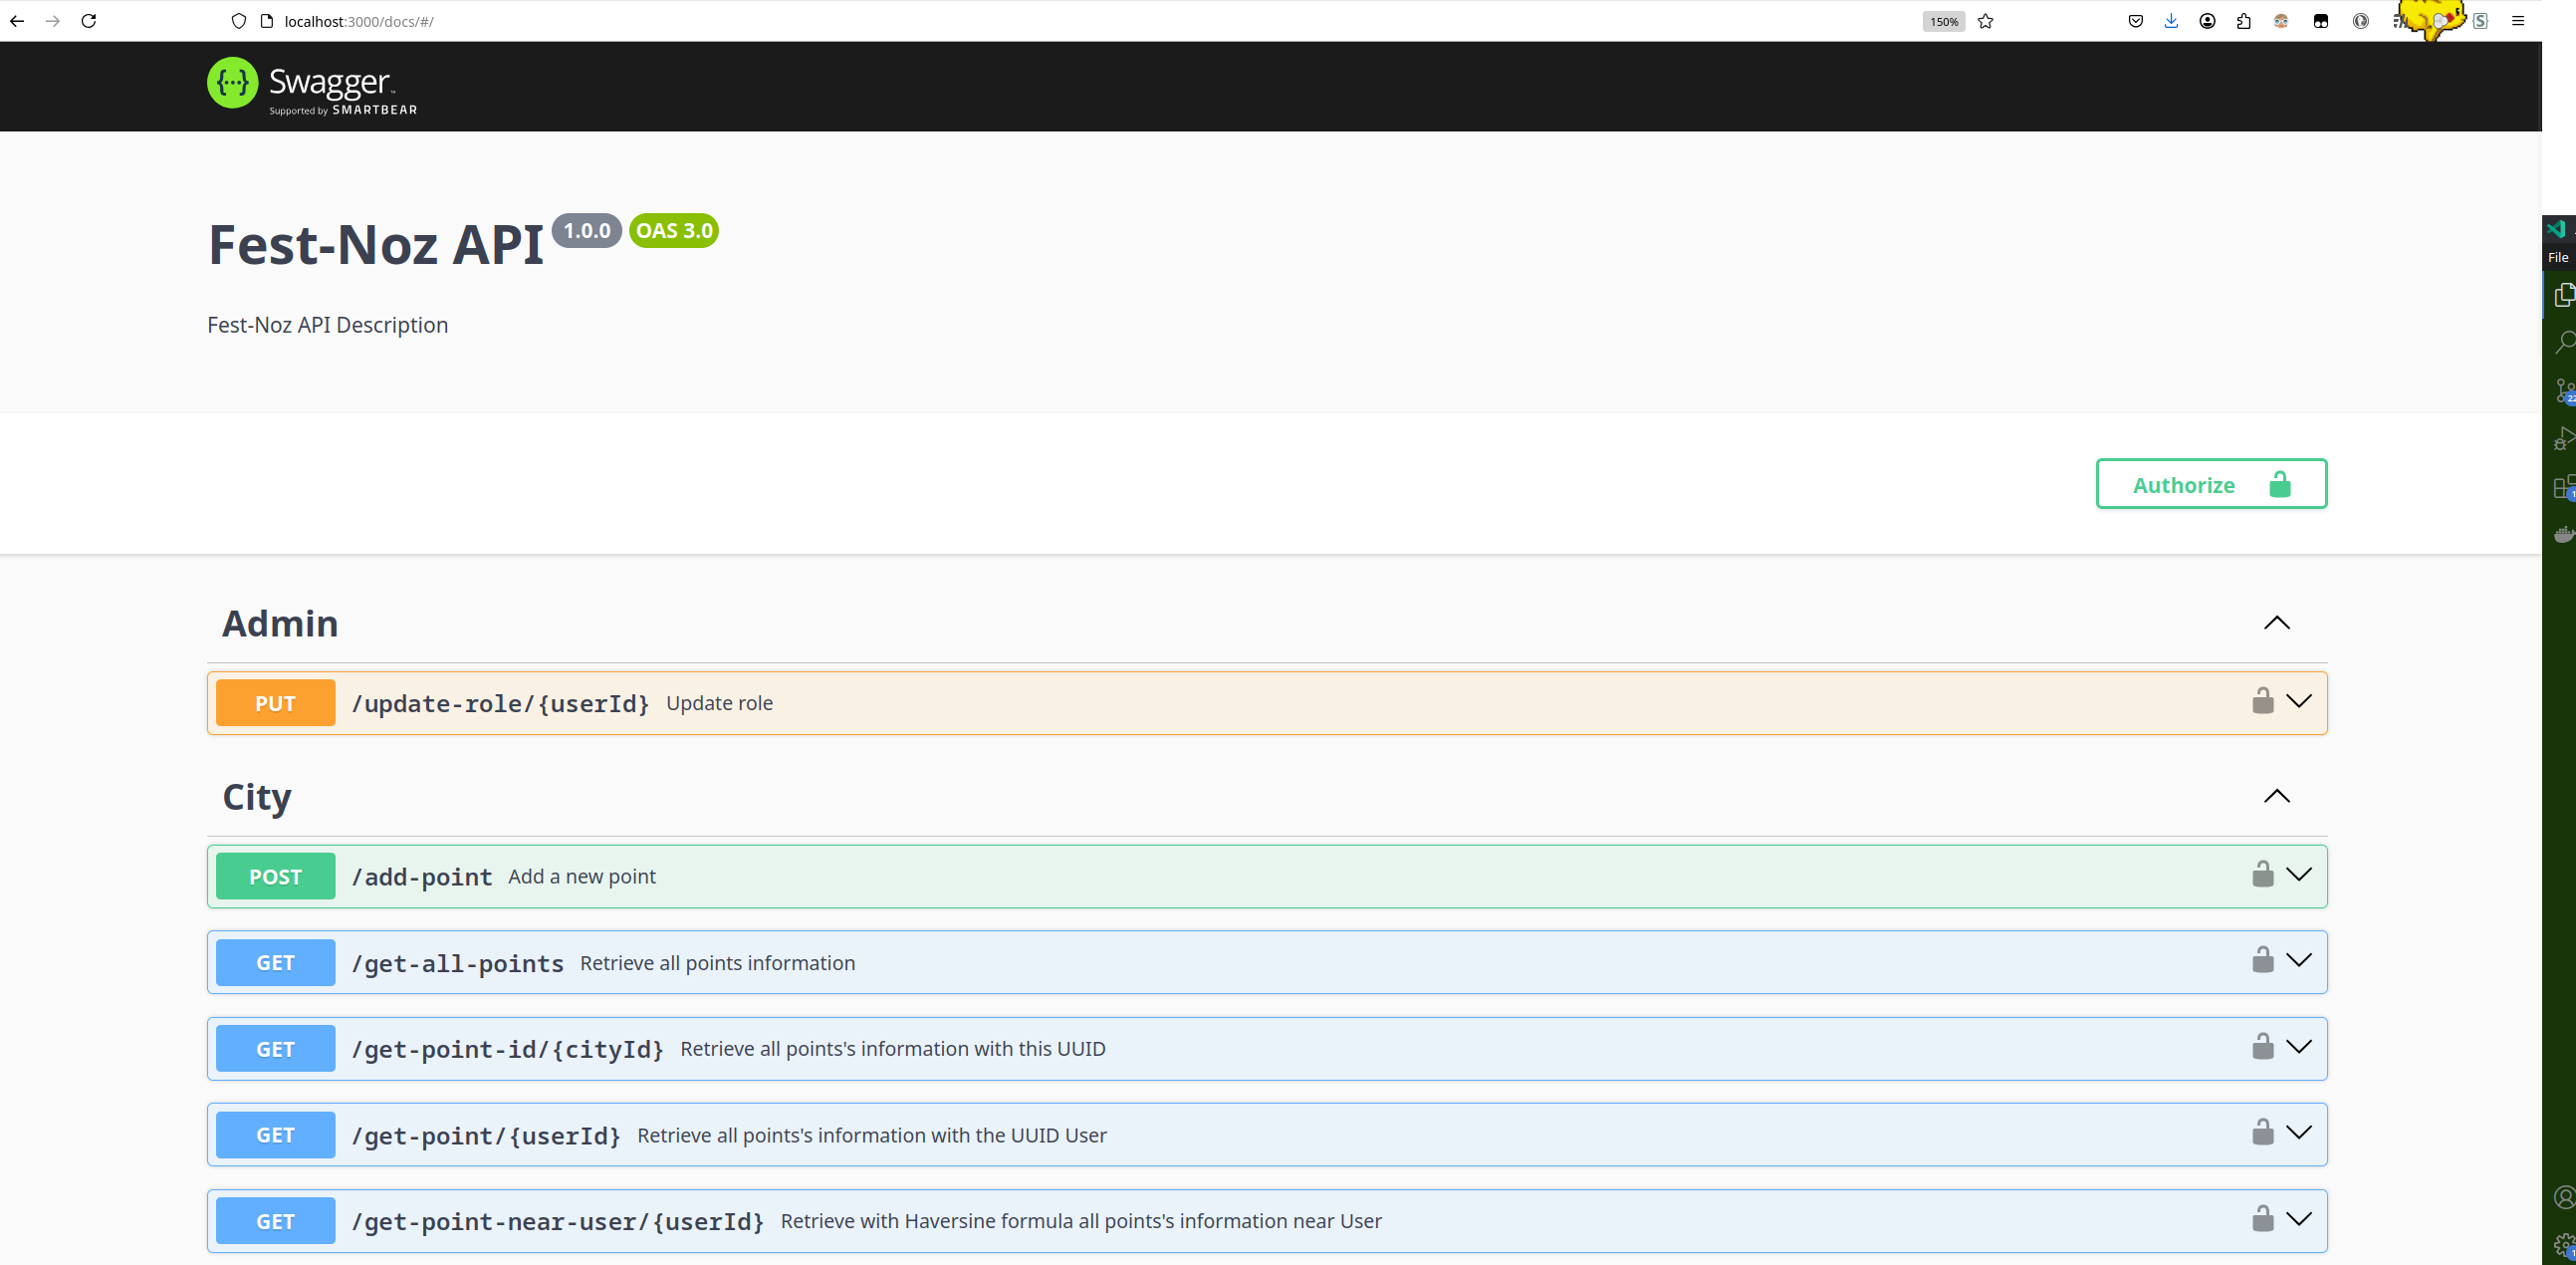 localhost:3000/docs/#/
150%
Swagger
Supported by SMARTBEAR
Fest-Noz API 1.0.0 OAS 3.0
Fest-Noz API Description
File
22
Authorize
1
Admin
PUT /update-role/{userId} Update role
City
POST /add-point Add a new point
GET /get-all-points Retrieve all points information
GET /get-point-id/{cityId} Retrieve all points's information with this UUID
GET /get-point/{userId} Retrieve all points's information with the UUID User
GET /get-point-near-user/{userId} Retrieve with Haversine formula all points's information near User
1